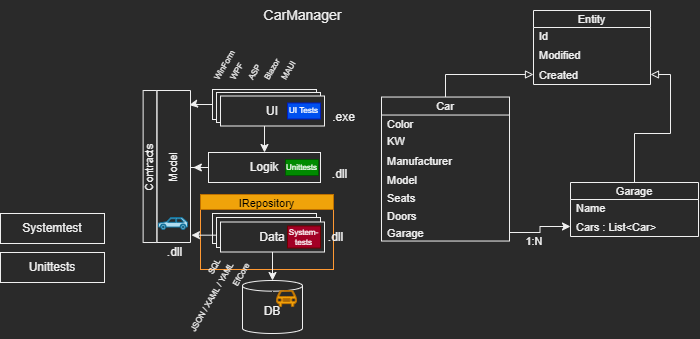 CarManager
WinForm
WPF
ASP
Blazor
MAUI
UI
UI Tests
.exe
Contracts
Model
Logik
Unittests
.dll
IRepository
Data
System-
tests
.dll
.dll
SQL
JSON / XAML / YAML
EfCore
DB
Systemtest
Unittests
Entity
Id
Modified
Created
Car
Color
KW
Manufacturer
Model
Seats
Doors
Garage
1:N
Garage
Name
Cars : List<Car>